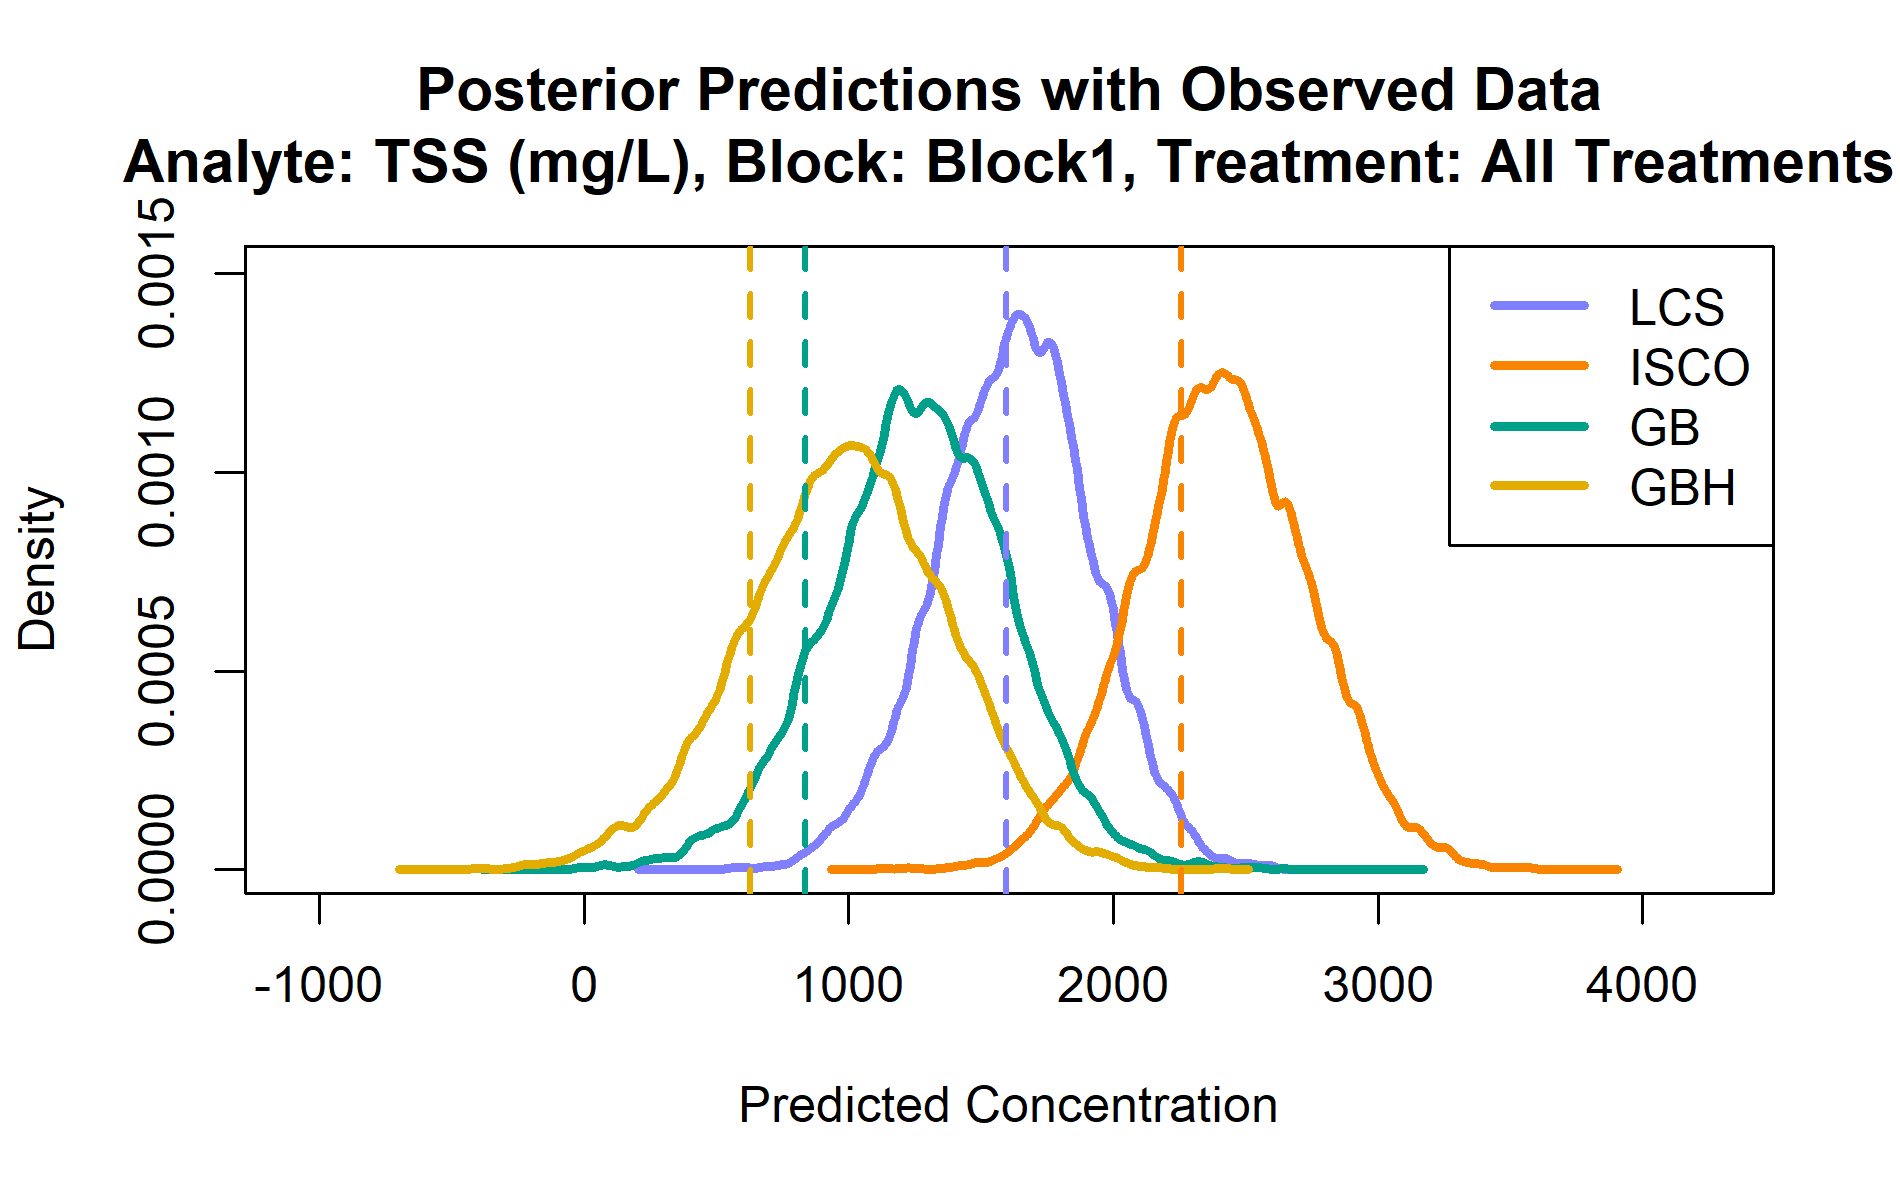 Posterior Predictions with Observed Data
Analyte: TSS (mg/L), Block: Block1, Treatment: All Treatments
0.0015
0.0010
0.0005
0.0000
Density
LCS
ISCO
GB
GBH
-1000 0 1000 2000 3000 4000
Predicted Concentration